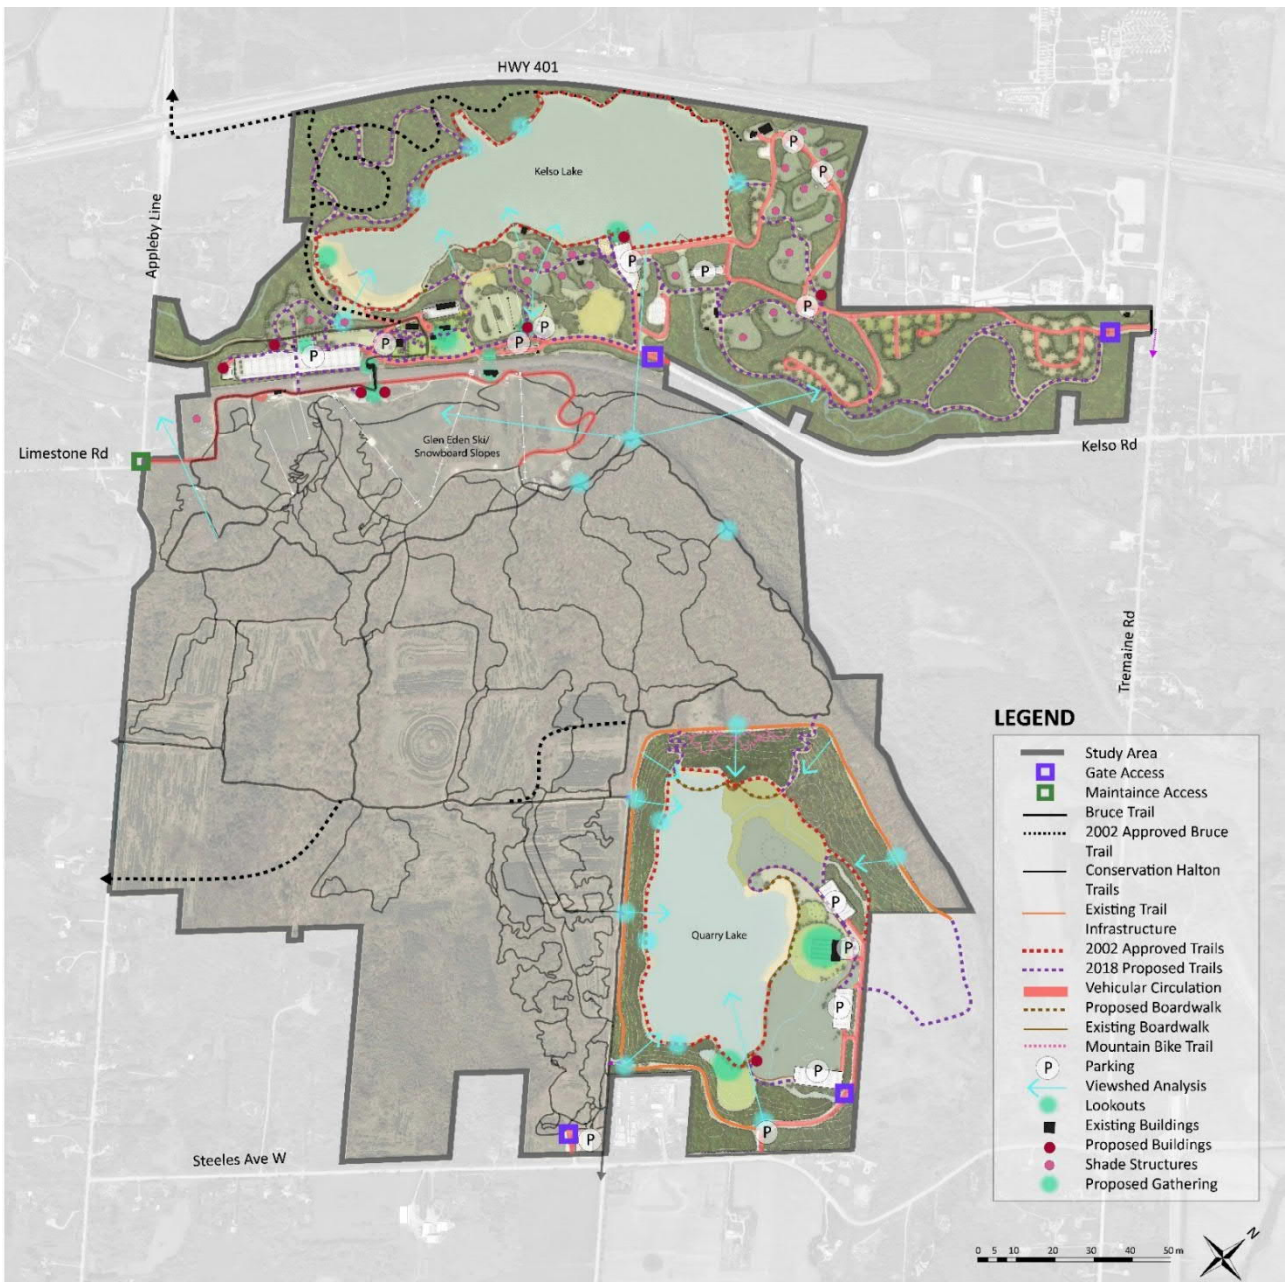 HWY 401
Kelso Lake
Appleby Line
P
P
P
P
P
P
P
P
P
Limestone Rd
Glen Eden Ski/
Snowboard Slopes
Kelso Rd
Tremaine Rd
Quarry Lake
P
P
P
P
P
P
Steeles Ave W
LEGEND
Study Area
Gate Access
Maintaince Access
Bruce Trail
2002 Approved Bruce
Trail
Conservation Halton
Trails
Existing Trail
Infrastructure
2002 Approved Trails
2018 Proposed Trails
Vehicular Circulation
Proposed Boardwalk
Existing Boardwalk
Mountain Bike Trail
P Parking
Viewshed Analysis
Lookouts
Existing Buildings
Proposed Buildings
Shade Structures
Proposed Gathering
0 5 10 20 30 40 50 m
N